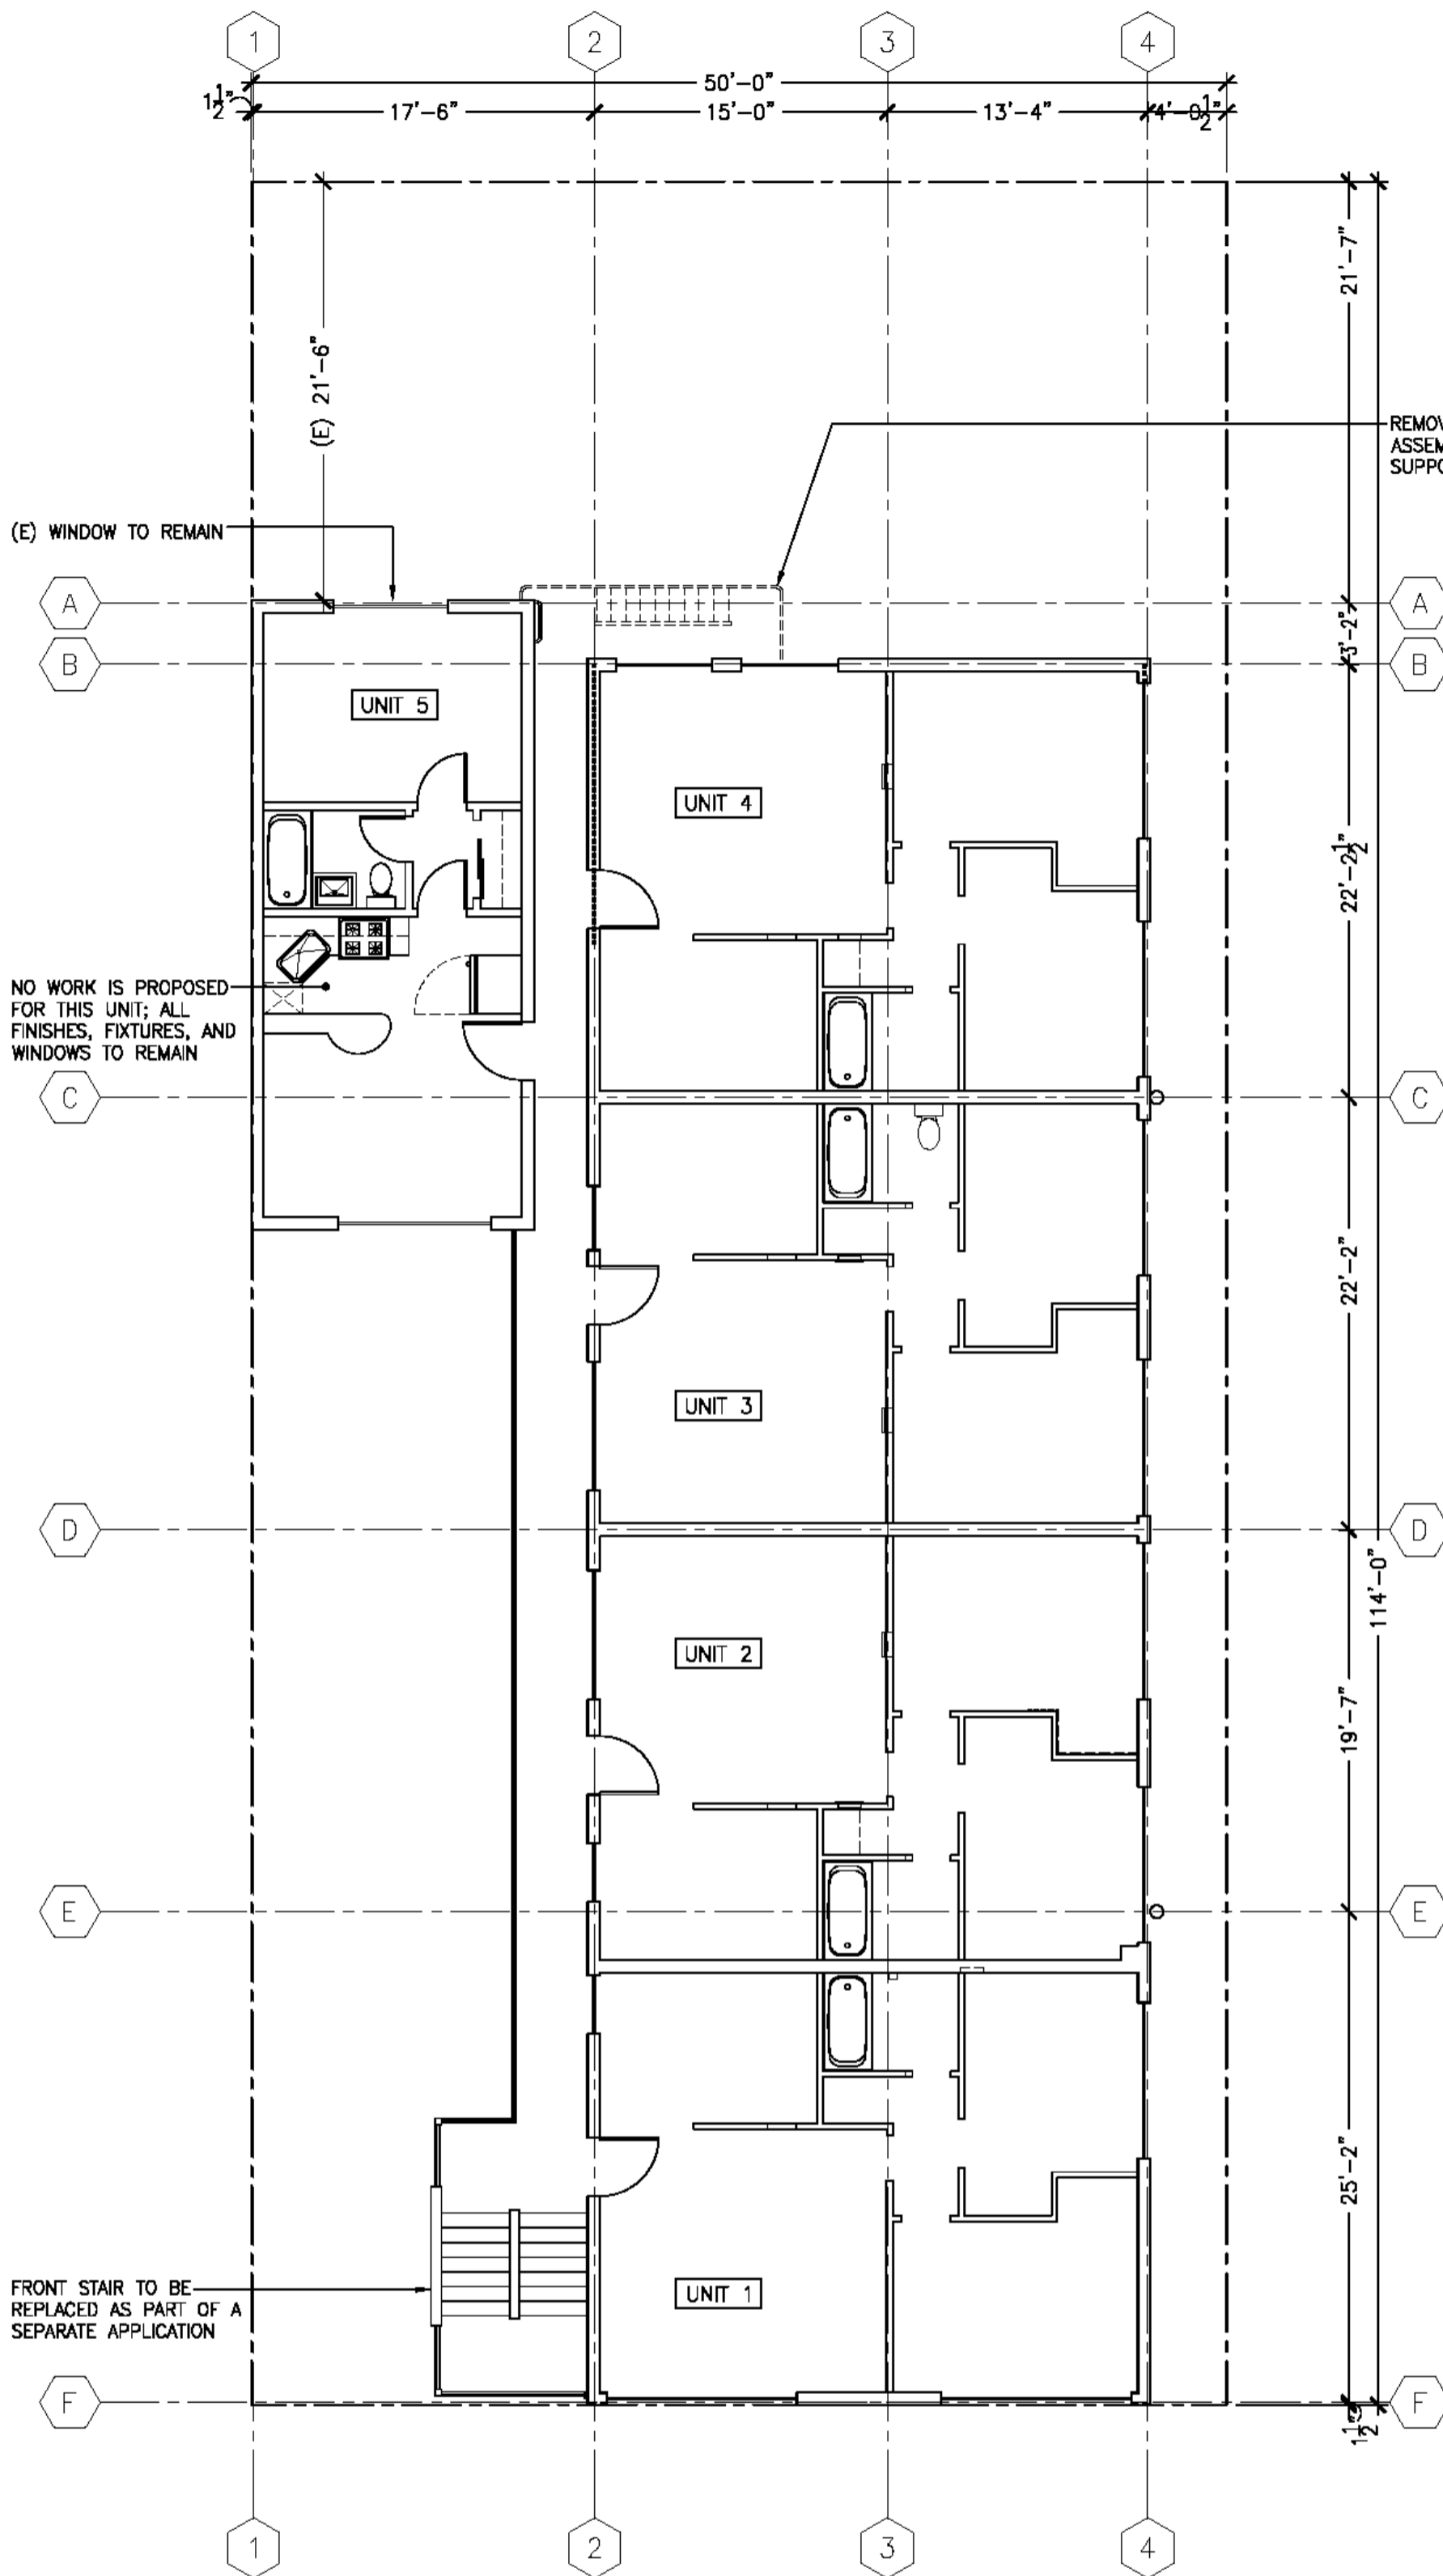 1 2 3 4
50'-0"
1 1/2" 17'-6" 15'-0" 13'-4" 4'-0 1/2"
21'-7"
(E) 21'-6"
REMOV
ASSEM
SUPPO
(E) WINDOW TO REMAIN
A A
3'-2"
B B
UNIT 5
UNIT 4
22'-2 1/2"
NO WORK IS PROPOSED
FOR THIS UNIT; ALL
FINISHES, FIXTURES, AND
WINDOWS TO REMAIN
C C
22'-2"
UNIT 3
D D
114'-0"
UNIT 2
19'-7"
E E
25'-2"
FRONT STAIR TO BE
REPLACED AS PART OF A
SEPARATE APPLICATION
UNIT 1
F F
1 1/2"
1 2 3 4